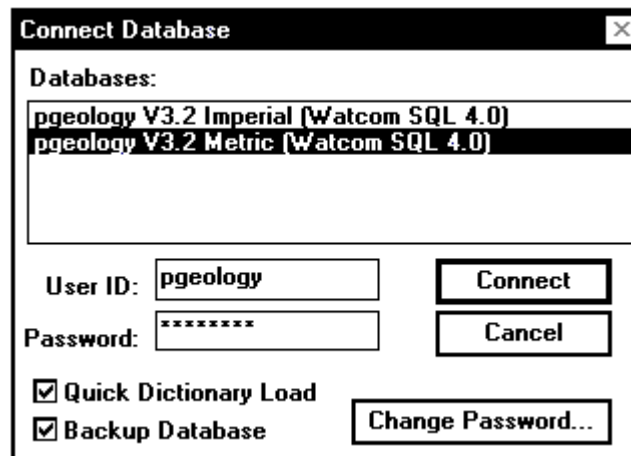 Connect Database
Databases:
pgeology V3.2 Imperial (Watcom SQL 4.0)
pgeology V3.2 Metric (Watcom SQL 4.0)
User ID: pgeology
Connect
Password: ********
Cancel
Quick Dictionary Load
Backup Database
Change Password...